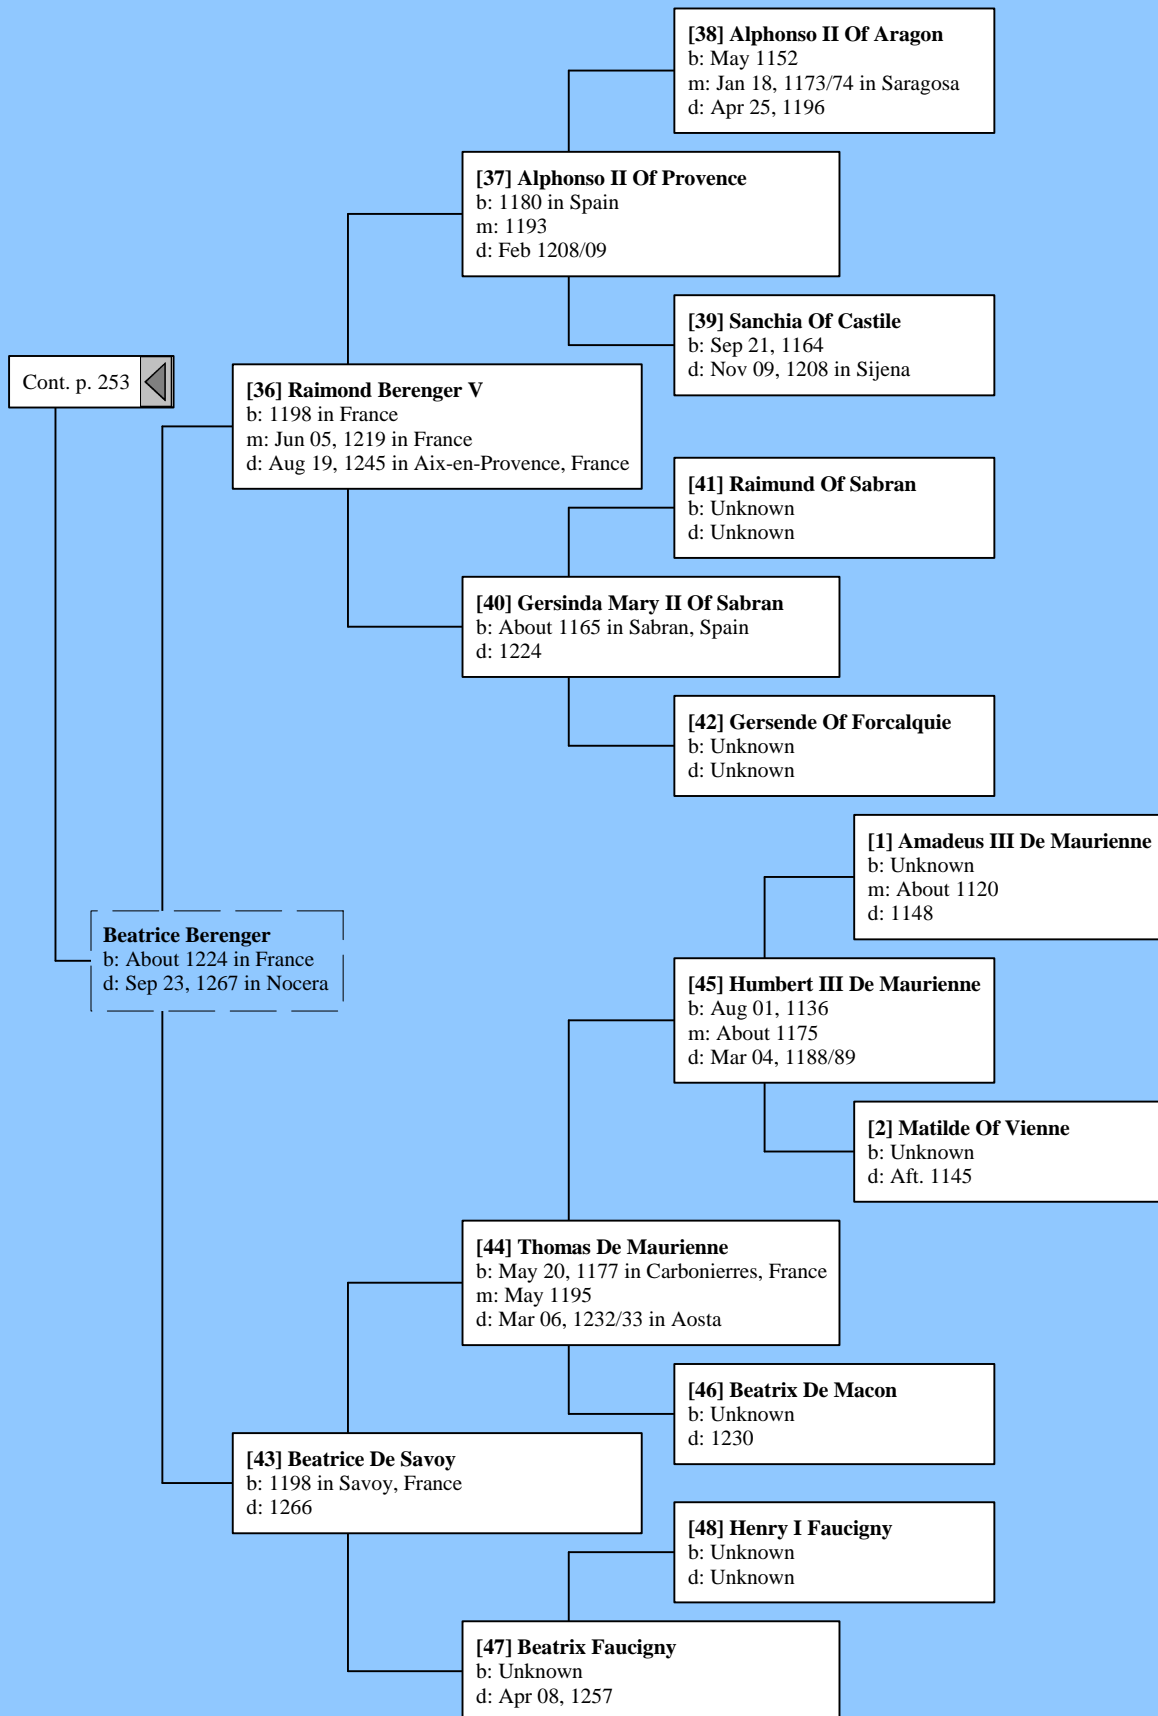 [38] Alphonso II Of Aragon
b: May 1152
m: Jan 18, 1173/74 in Saragosa
d: Apr 25, 1196
[37] Alphonso II Of Provence
b: 1180 in Spain
m: 1193
d: Feb 1208/09
[39] Sanchia Of Castile
b: Sep 21, 1164
d: Nov 09, 1208 in Sijena
Cont. p. 253
[36] Raimond Berenger V
b: 1198 in France
m: Jun 05, 1219 in France
d: Aug 19, 1245 in Aix-en-Provence, France
[41] Raimund Of Sabran
b: Unknown
d: Unknown
[40] Gersinda Mary II Of Sabran
b: About 1165 in Sabran, Spain
d: 1224
[42] Gersende Of Forcalquie
b: Unknown
d: Unknown
[1] Amadeus III De Maurienne
b: Unknown
m: About 1120
d: 1148
Beatrice Berenger
b: About 1224 in France
d: Sep 23, 1267 in Nocera
[45] Humbert III De Maurienne
b: Aug 01, 1136
m: About 1175
d: Mar 04, 1188/89
[2] Matilde Of Vienne
b: Unknown
d: Aft. 1145
[44] Thomas De Maurienne
b: May 20, 1177 in Carbonierres, France
m: May 1195
d: Mar 06, 1232/33 in Aosta
[46] Beatrix De Macon
b: Unknown
d: 1230
[43] Beatrice De Savoy
b: 1198 in Savoy, France
d: 1266
[48] Henry I Faucigny
b: Unknown
d: Unknown
[47] Beatrix Faucigny
b: Unknown
d: Apr 08, 1257